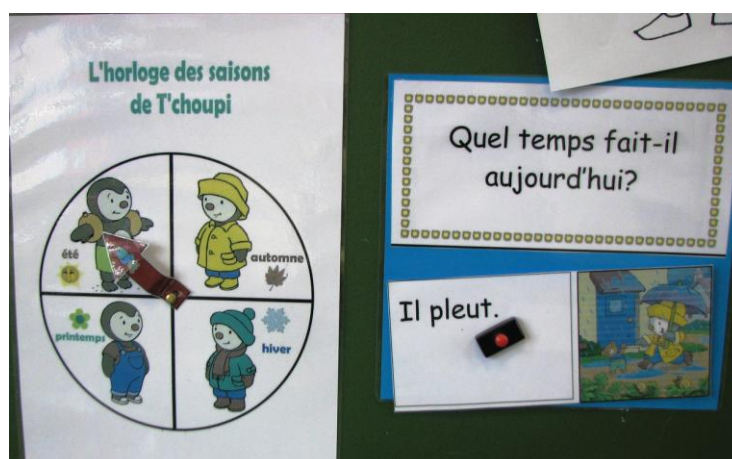 L'horloge des saisons
de T'choupi
été
automne
printemps
hiver
Quel temps fait-il
aujourd'hui?
Il pleut.